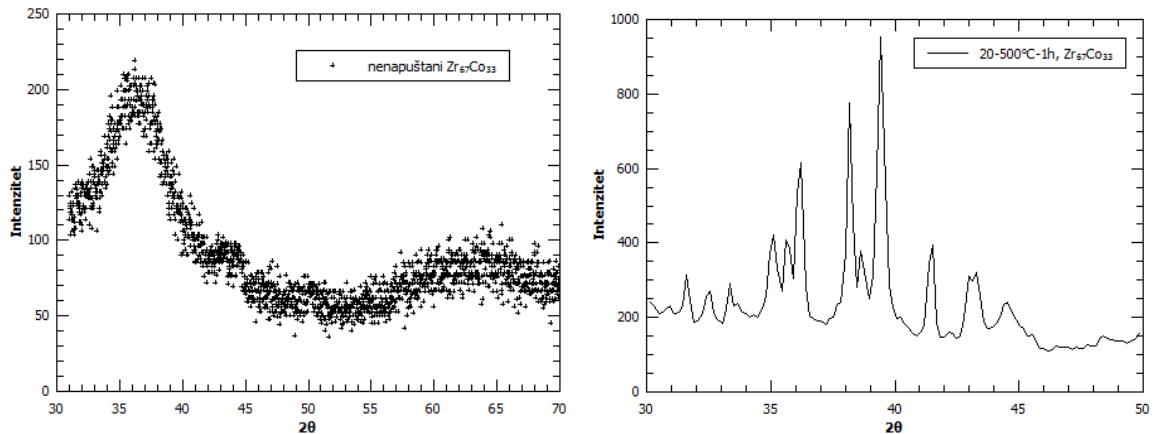 250
200
150
100
50
0
Intenzitet
nenapuštani Zr₆₇Co₃₃
30 35 40 45 50 55 60 65 70
2θ
1000
800
600
400
200
0
Intenzitet
20-500°C-1h, Zr₆₇Co₃₃
30 35 40 45 50
2θ